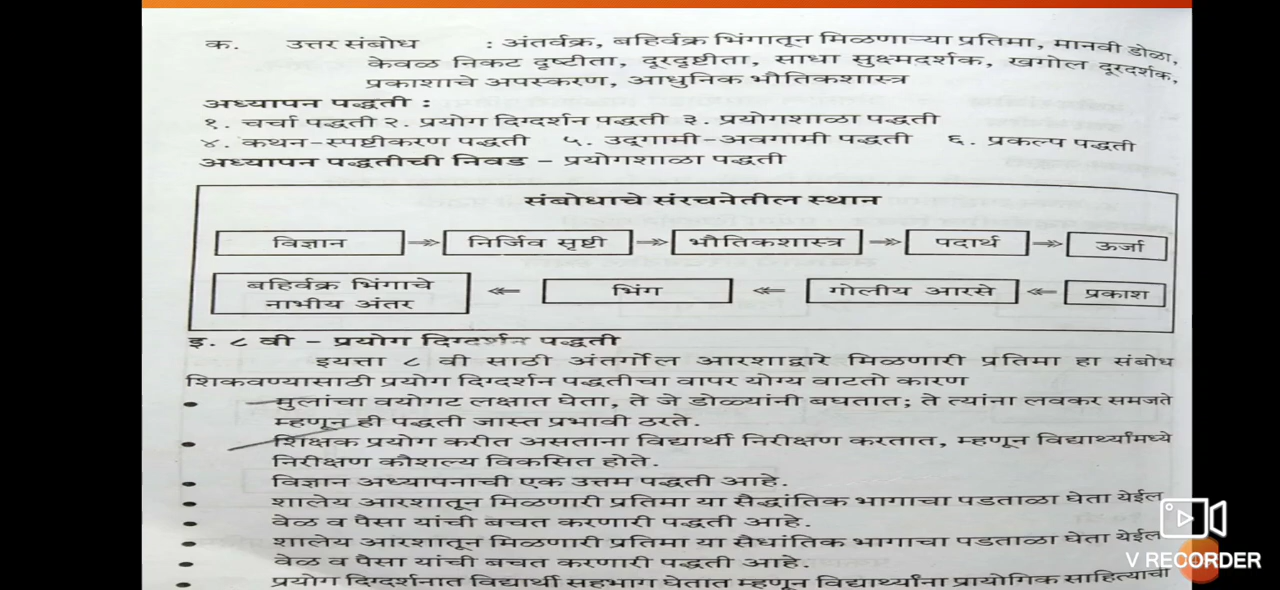 क. उत्तर संबोध : अंतर्वक्र, बहिर्वक्र भिंगातून मिळणाऱ्या प्रतिमा, मानवी डोळा,
केवळ निकट दृष्टीता, दूरदृष्टीता, साधा सुक्ष्मदर्शक, खगोल दूरदर्शक,
प्रकाशाचे अपस्करण, आधुनिक भौतिकशास्त्र
अध्यापन पद्धती :
१. चर्चा पद्धती २. प्रयोग दिग्दर्शन पद्धती ३. प्रयोगशाळा पद्धती
४. कथन-स्पष्टीकरण पद्धती ५. उद्‌गामी-अवगामी पद्धती ६. प्रकल्प पद्धती
अध्यापन पद्धतीची निवड - प्रयोगशाळा पद्धती
संबोधाचे संरचनेतील स्थान
विज्ञान ->> निर्जिव सृष्टी ->> भौतिकशास्त्र ->> पदार्थ ->> ऊर्जा
बहिर्वक्र भिंगाचे
नाभीय अंतर <<- भिंग <<- गोलीय आरसे <<- प्रकाश
इ. ८ वी - प्रयोग दिग्दर्शन पद्धती
इयत्ता ८ वी साठी अंतर्गोल आरशाद्वारे मिळणारी प्रतिमा हा संबोध
शिकवण्यासाठी प्रयोग दिग्दर्शन पद्धतीचा वापर योग्य वाटतो कारण
• मुलांचा वयोगट लक्षात घेता, ते जे डोळ्यांनी बघतात; ते त्यांना लवकर समजते
म्हणून ही पद्धती जास्त प्रभावी ठरते.
• शिक्षक प्रयोग करीत असताना विद्यार्थी निरीक्षण करतात, म्हणून विद्यार्थ्यांमध्ये
निरीक्षण कौशल्य विकसित होते.
• विज्ञान अध्यापनाची एक उत्तम पद्धती आहे.
• शालेय आरशातून मिळणारी प्रतिमा या सैद्धांतिक भागाचा पडताळा घेता येईल
• वेळ व पैसा यांची बचत करणारी पद्धती आहे.
• शालेय आरशातून मिळणारी प्रतिमा या सैधांतिक भागाचा पडताळा घेता येईल
• वेळ व पैसा यांची बचत करणारी पद्धती आहे.
• प्रयोग दिग्दर्शनात विद्यार्थी सहभाग घेतात म्हणून विद्यार्थ्यांना प्रायोगिक साहित्याची
V RECORDER